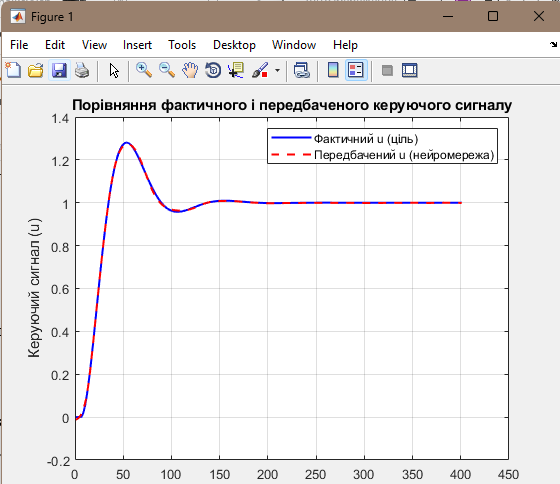 Figure 1
File Edit View Insert Tools Desktop Window Help
Порівняння фактичного і передбаченого керуючого сигналу
Фактичний u (ціль)
Передбачений u (нейромережа)
Керуючий сигнал (u)
1.4
1.2
1
0.8
0.6
0.4
0.2
0
-0.2
0 50 100 150 200 250 300 350 400 450